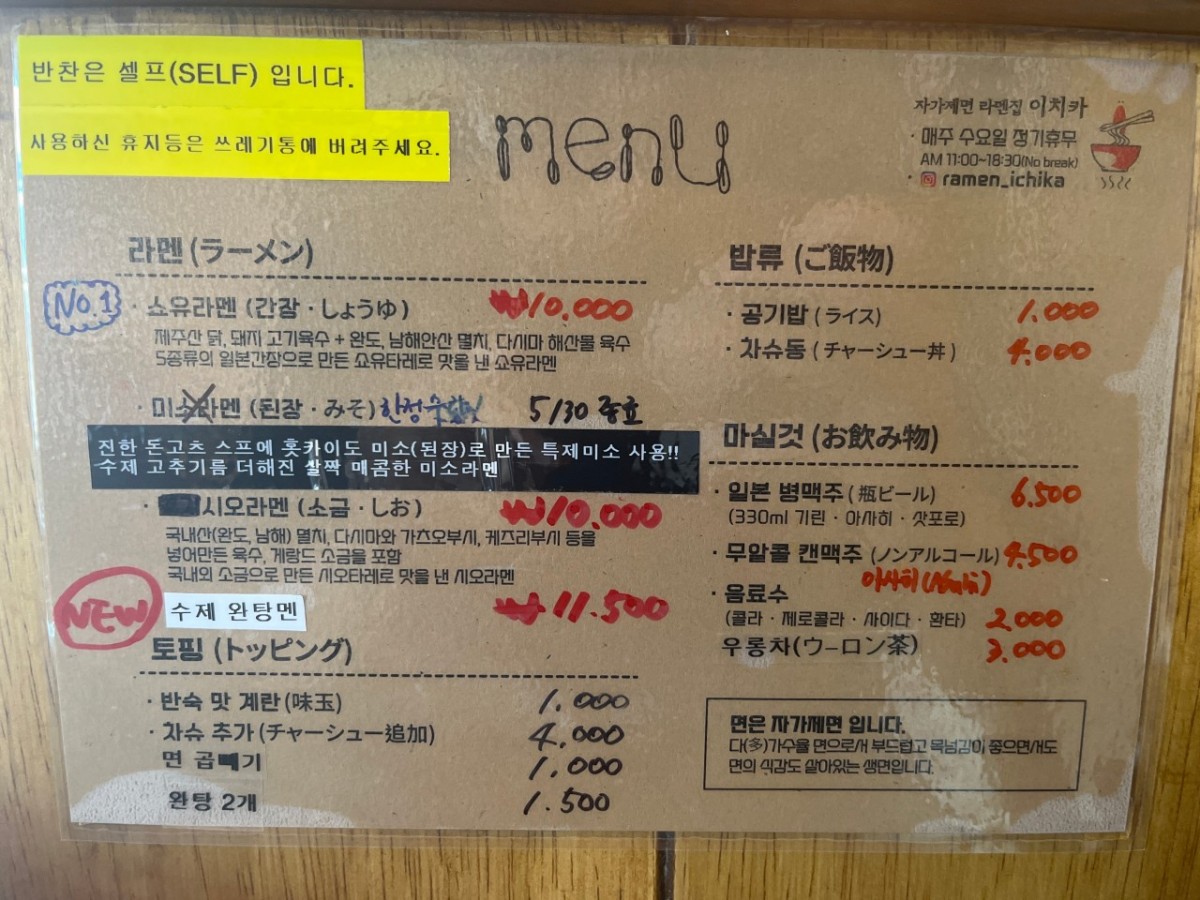 반찬은 셀프(SELF) 입니다.
사용하신 휴지등은 쓰레기통에 버려주세요.
menu
자가제면 라멘집 이치카
· 매주 수요일 정기휴무
AM 11:00~18:30(No break)
· ramen_ichika
라멘 (ラーメン)
No.1 · 쇼유라멘 (간장 · しょうゆ) ₩10.000
제주산 닭, 돼지 고기육수 + 완도, 남해안산 멸치, 다시마 해산물 육수
5종류의 일본간장으로 만든 쇼유타레로 맛을 낸 쇼유라멘
· 미소라멘 (된장 · みそ) 한정 5/30 종료
진한 돈고츠 스프에 홋카이도 미소(된장)로 만든 특제미소 사용!!
수제 고추기름을 더해진 살짝 매콤한 미소라멘
· 시오라멘 (소금 · しお) ₩10.000
국내산(완도, 남해) 멸치, 다시마와 가츠오부시, 케즈리부시 등을
넣어만든 육수, 게랑드 소금을 포함
국내외 소금으로 만든 시오타레로 맛을 낸 시오라멘
NEW 수제 완탕멘 ₩11.500
토핑 (トッピング)
· 반숙 맛 계란(味玉) 1.000
· 차슈 추가(チャーシュー追加) 4.000
면 곱빼기 1.000
완탕 2개 1.500
밥류 (ご飯物)
· 공기밥 (ライス) 1.000
· 차슈동 (チャーシュー丼) 4.000
마실것 (お飲み物)
· 일본 병맥주 (瓶ビール) 6.500
(330ml 기린 · 아사히 · 삿포로)
· 무알콜 캔맥주 (ノンアルコール) 4.500
아사히(Asahi)
· 음료수
(콜라 · 제로콜라 · 사이다 · 환타) 2.000
우롱차(ウーロン茶) 3.000
면은 자가제면 입니다.
다(多)가수율 면으로서 부드럽고 목넘김이 좋으면서도
면의 식감도 살아있는 생면입니다.